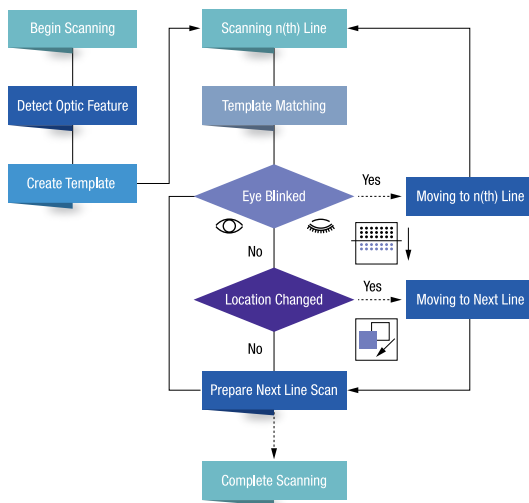 Begin Scanning
Scanning n(th) Line
Detect Optic Feature
Template Matching
Create Template
Eye Blinked
Yes
Moving to n(th) Line
No
Location Changed
Yes
Moving to Next Line
No
Prepare Next Line Scan
Complete Scanning